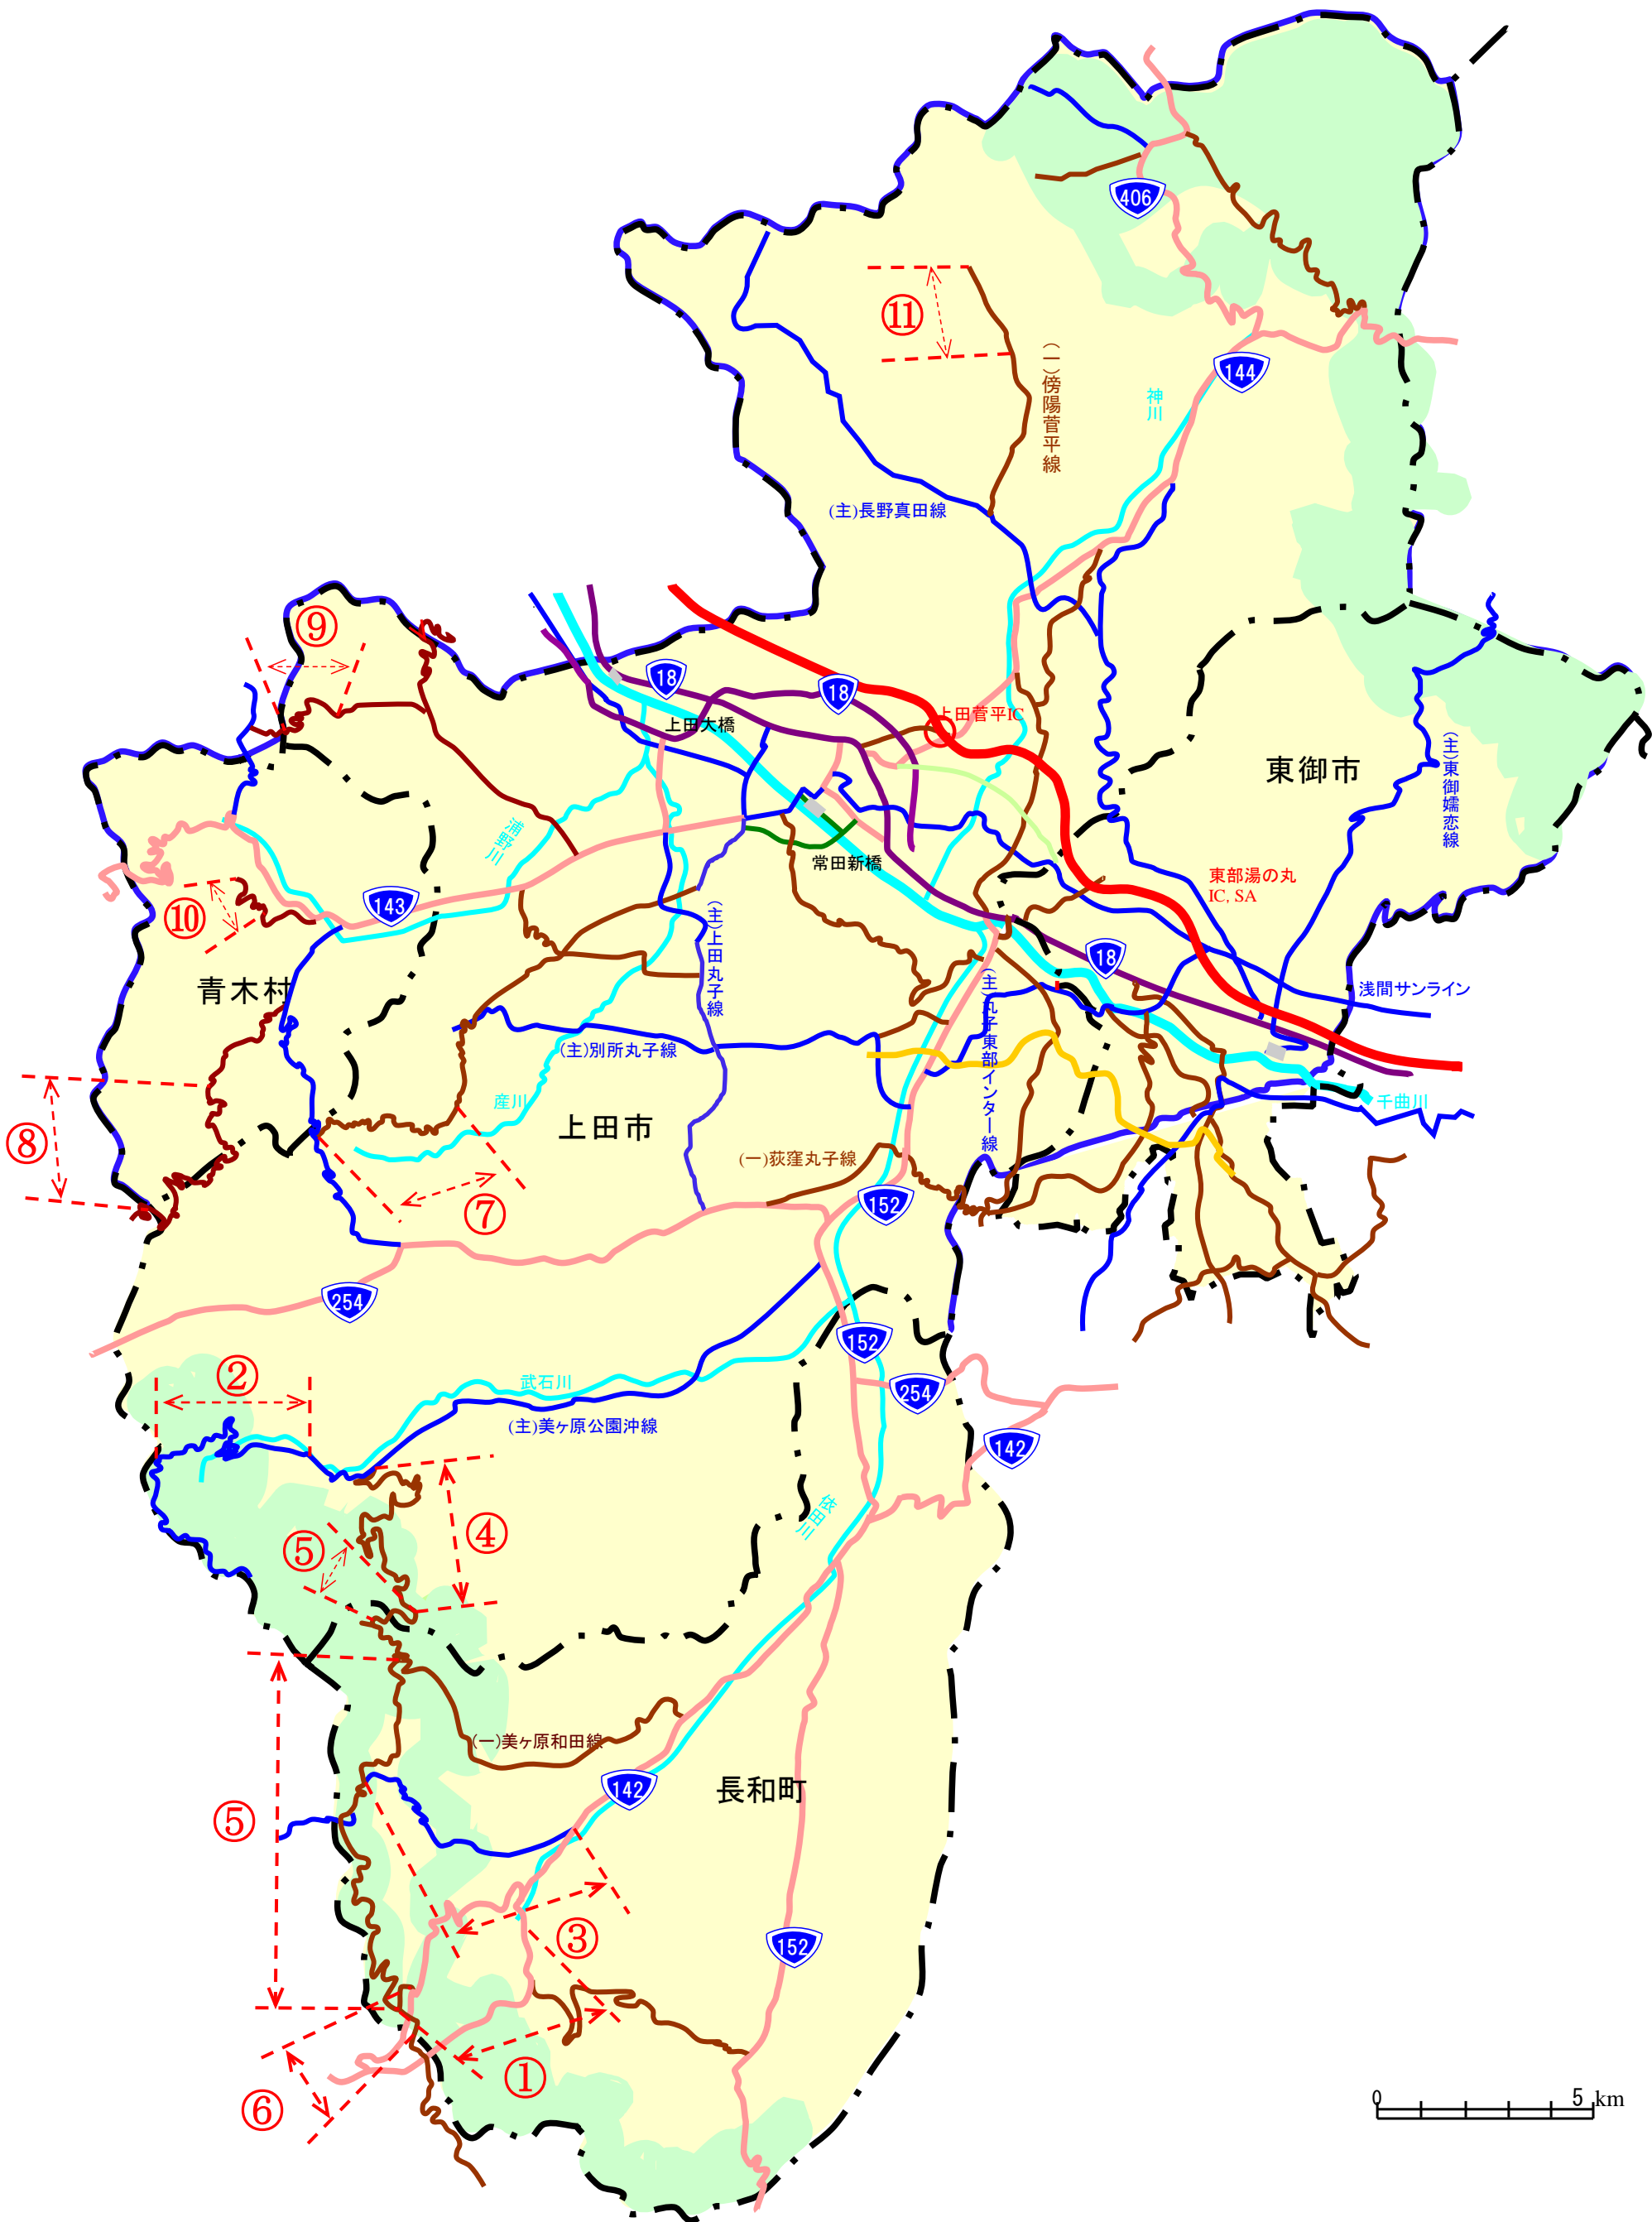 406
⑪
144
(一)傍陽菅平線
神川
(主)長野真田線
⑨
18
18
上田菅平IC
上田大橋
東御市
(主)東御嬬恋線
浦野川
常田新橋
東部湯の丸
IC, SA
143
⑩
(主)上田丸子線
18
青木村
(主)丸子東部インター線
浅間サンライン
(主)別所丸子線
産川
千曲川
上田市
⑧
(一)荻窪丸子線
⑦
152
254
152
②
武石川
254
(主)美ヶ原公園沖線
142
依田川
④
⑤
(一)美ヶ原和田線
142
長和町
⑤
③
152
①
⑥
0 5 km